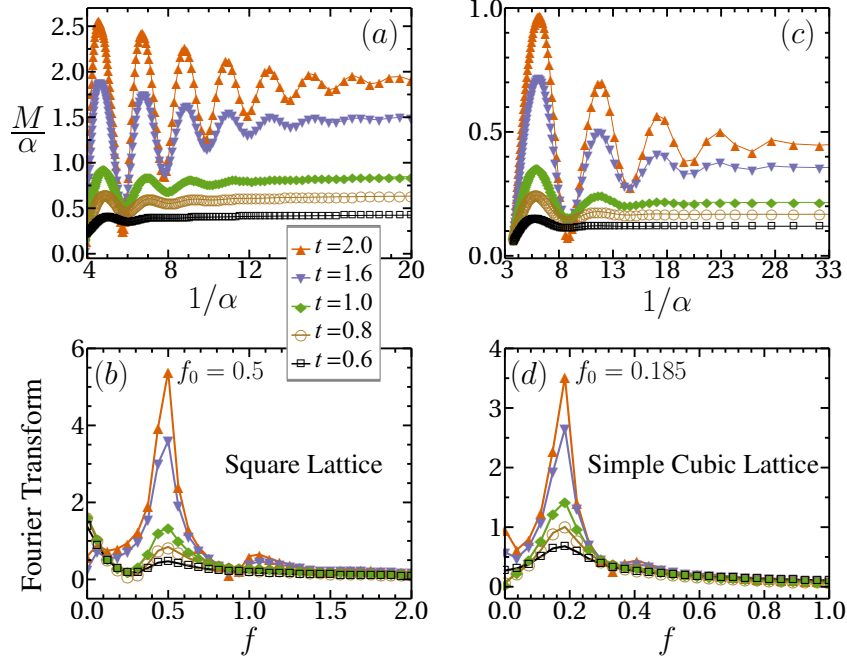 2.5
2.0
1.5
1.0
0.5
0.0
M/α
(a)
4 8 12 16 20
1/α
1.0
0.5
0.0
(c)
3 8 13 18 23 28 33
1/α
t=2.0
t=1.6
t=1.0
t=0.8
t=0.6
6
4
2
0
Fourier Transform
(b)
f₀ = 0.5
Square Lattice
0.0 0.5 1.0 1.5 2.0
f
4
3
2
1
0
(d)
f₀ = 0.185
Simple Cubic Lattice
0.0 0.2 0.4 0.6 0.8 1.0
f